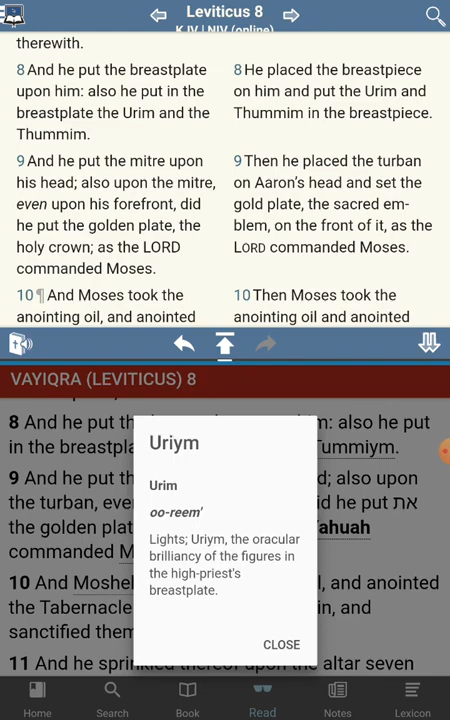 Leviticus 8
KJV | NIV (online)
therewith.
8 And he put the breastplate
upon him: also he put in the
breastplate the Urim and the
Thummim.
9 And he put the mitre upon
his head; also upon the mitre,
even upon his forefront, did
he put the golden plate, the
holy crown; as the LORD
commanded Moses.
10 ¶ And Moses took the
anointing oil, and anointed
8 He placed the breastpiece
on him and put the Urim and
Thummim in the breastpiece.
9 Then he placed the turban
on Aaron’s head and set the
gold plate, the sacred em-
blem, on the front of it, as the
LORD commanded Moses.
10 Then Moses took the
anointing oil and anointed
VAYIQRA (LEVITICUS) 8
8 And he put th m: also he put
in the breastpla Tummiym.
9 And he put th d; also upon
the turban, eve id he put את
the golden plat ahuah
commanded M
10 And Moshe l, and anointed
the Tabernacle in, and
sanctified them
11 And he sprinkled thereof upon the altar seven
Uriym
Urim
oo-reem'
Lights; Uriym, the oracular
brilliancy of the figures in
the high-priest's
breastplate.
CLOSE
Home Search Book Read Notes Lexicon